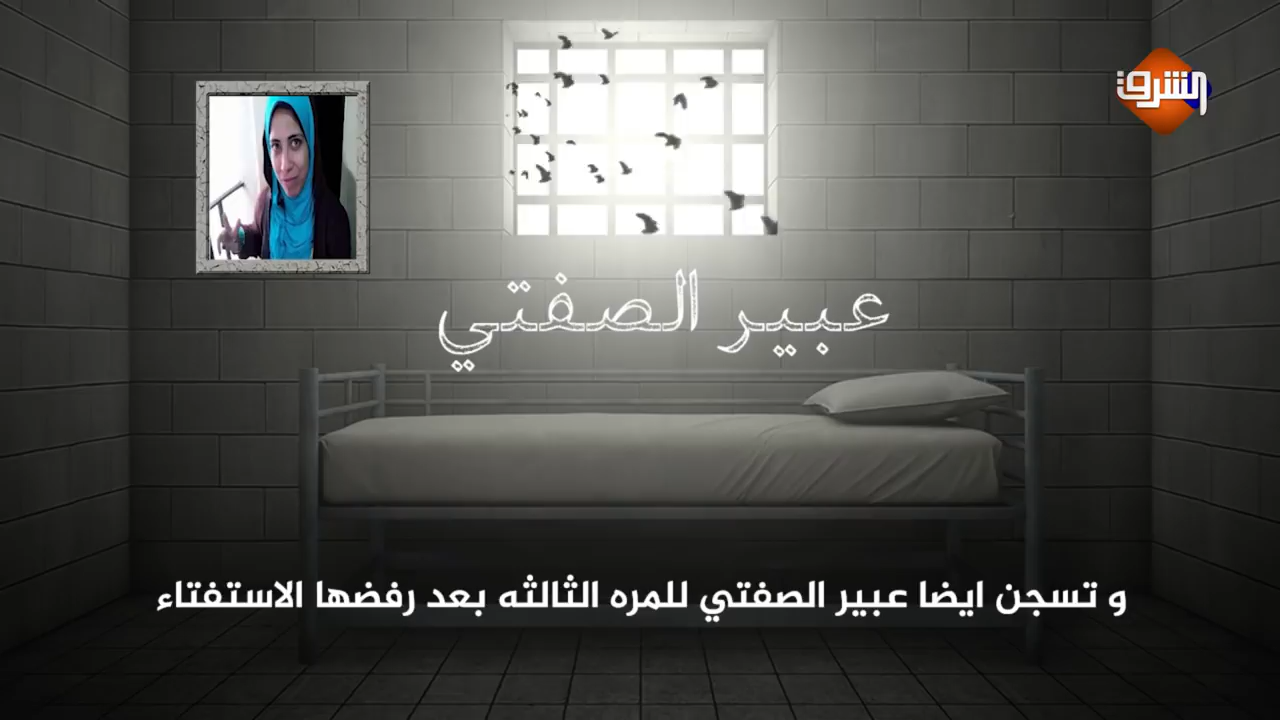 الشرق
عبير الصفتي
و تسجن ايضا عبير الصفتي للمره الثالثه بعد رفضها الاستفتاء